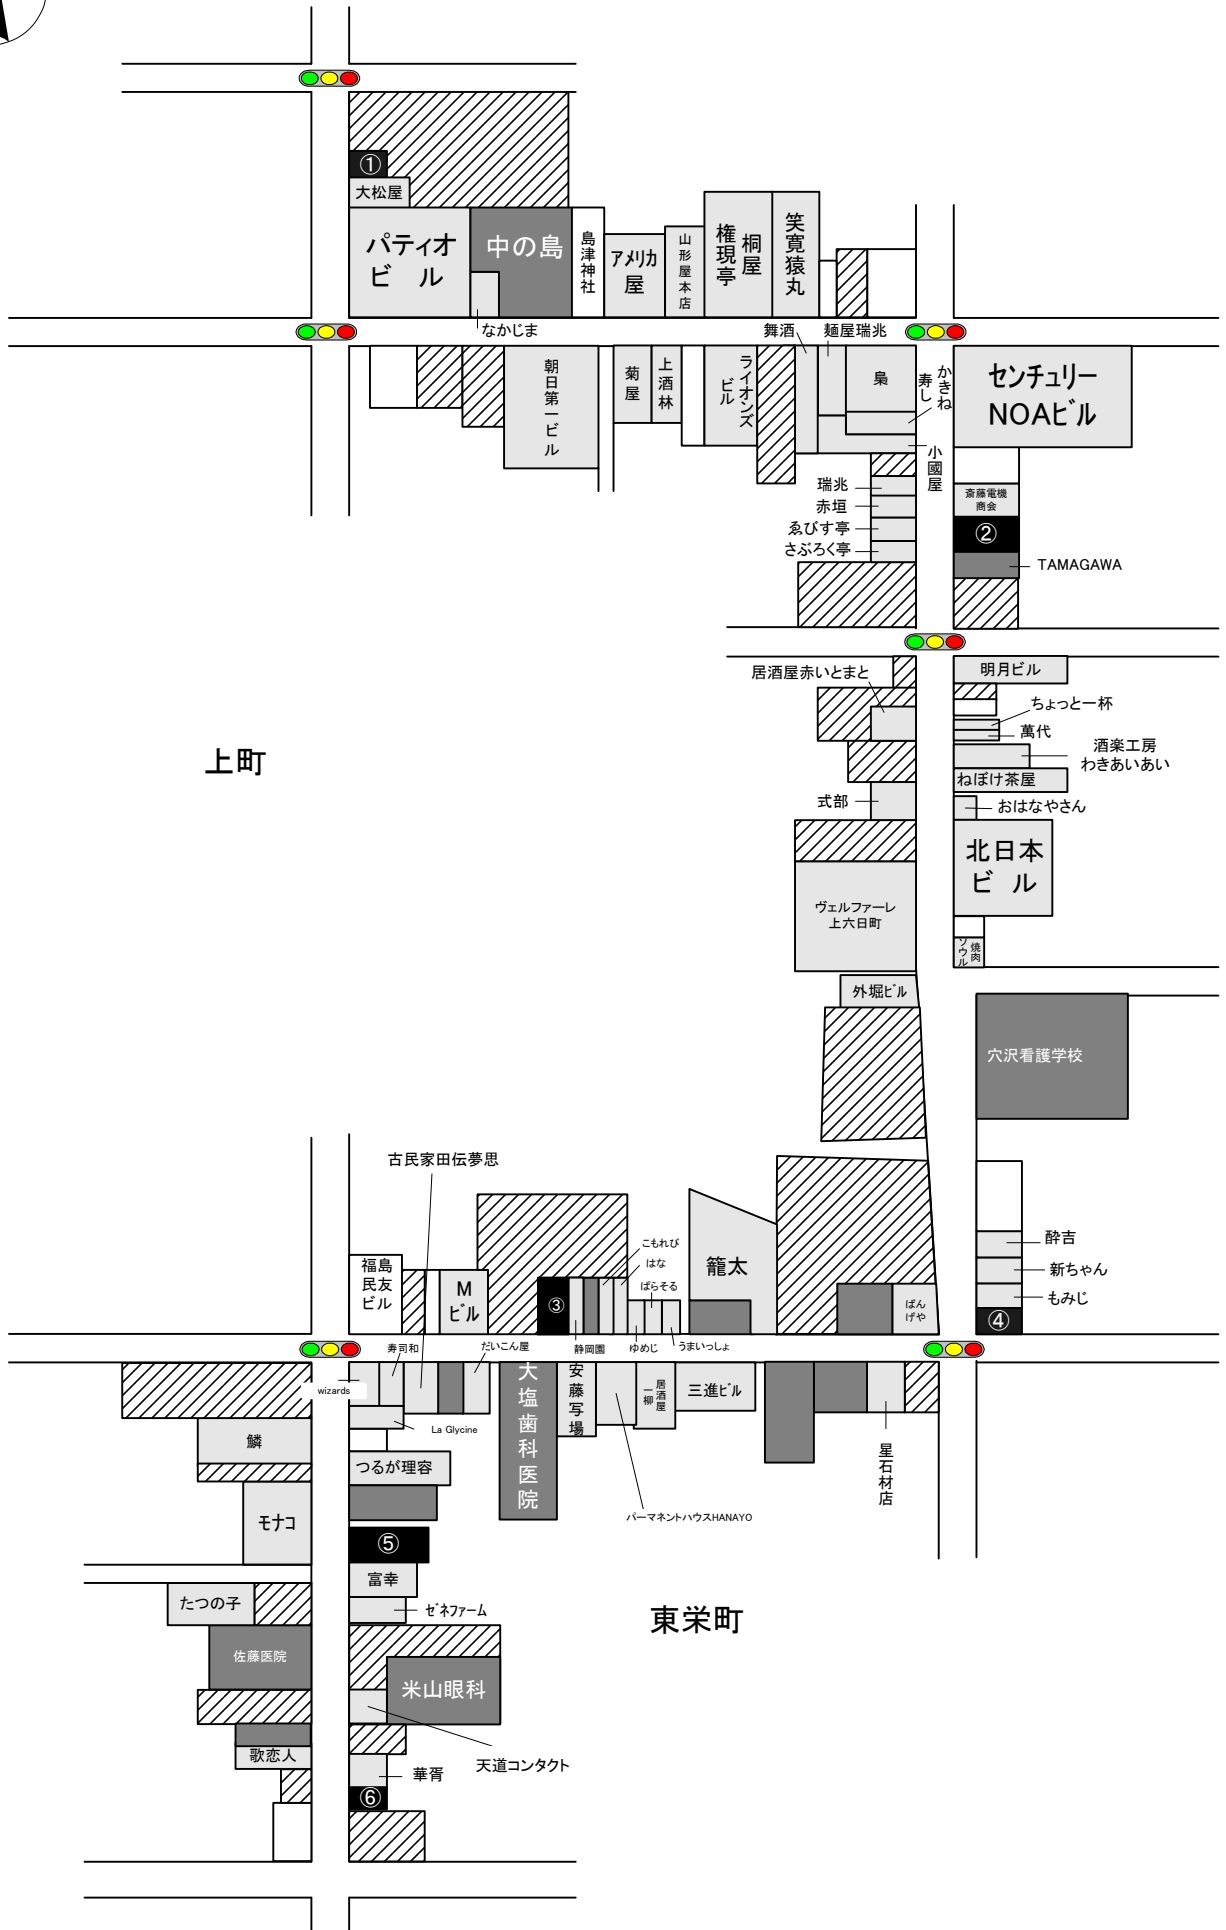 ①
大松屋
パティオ
ビル
中の島
島津神社
アメリカ
屋
山形屋本店
権現亭
桐屋
笑寛猿丸
なかじま
舞酒
麺屋瑞兆
朝日第一ビル
菊屋
上酒林
ライオンズ
ビル
梟
かきね
寿し
センチュリー
NOAビル
小國屋
瑞兆
赤垣
ゑびす亭
さぶろく亭
斎藤電機
商会
②
TAMAGAWA
居酒屋赤いとまと
明月ビル
ちょっと一杯
萬代
酒楽工房
わきあいあい
ねぼけ茶屋
式部
おはなやさん
上町
北日本
ビル
ヴェルファーレ
上六日町
焼肉
ソウル
外堀ビル
穴沢看護学校
古民家田伝夢思
福島
民友
ビル
M
ビル
③
こもれび
はな
ぱらそる
籠太
ばん
げや
酔吉
新ちゃん
もみじ
④
寿司和
だいこん屋
静岡園
ゆめじ
うまいっしょ
wizards
La Glycine
大塩歯科医院
安藤写場
居酒屋
一柳
三進ビル
星石材店
パーマネントハウスHANAYO
鱗
つるが理容
モナコ
⑤
富幸
ゼネファーム
たつの子
東栄町
佐藤医院
米山眼科
天道コンタクト
歌恋人
華胥
⑥